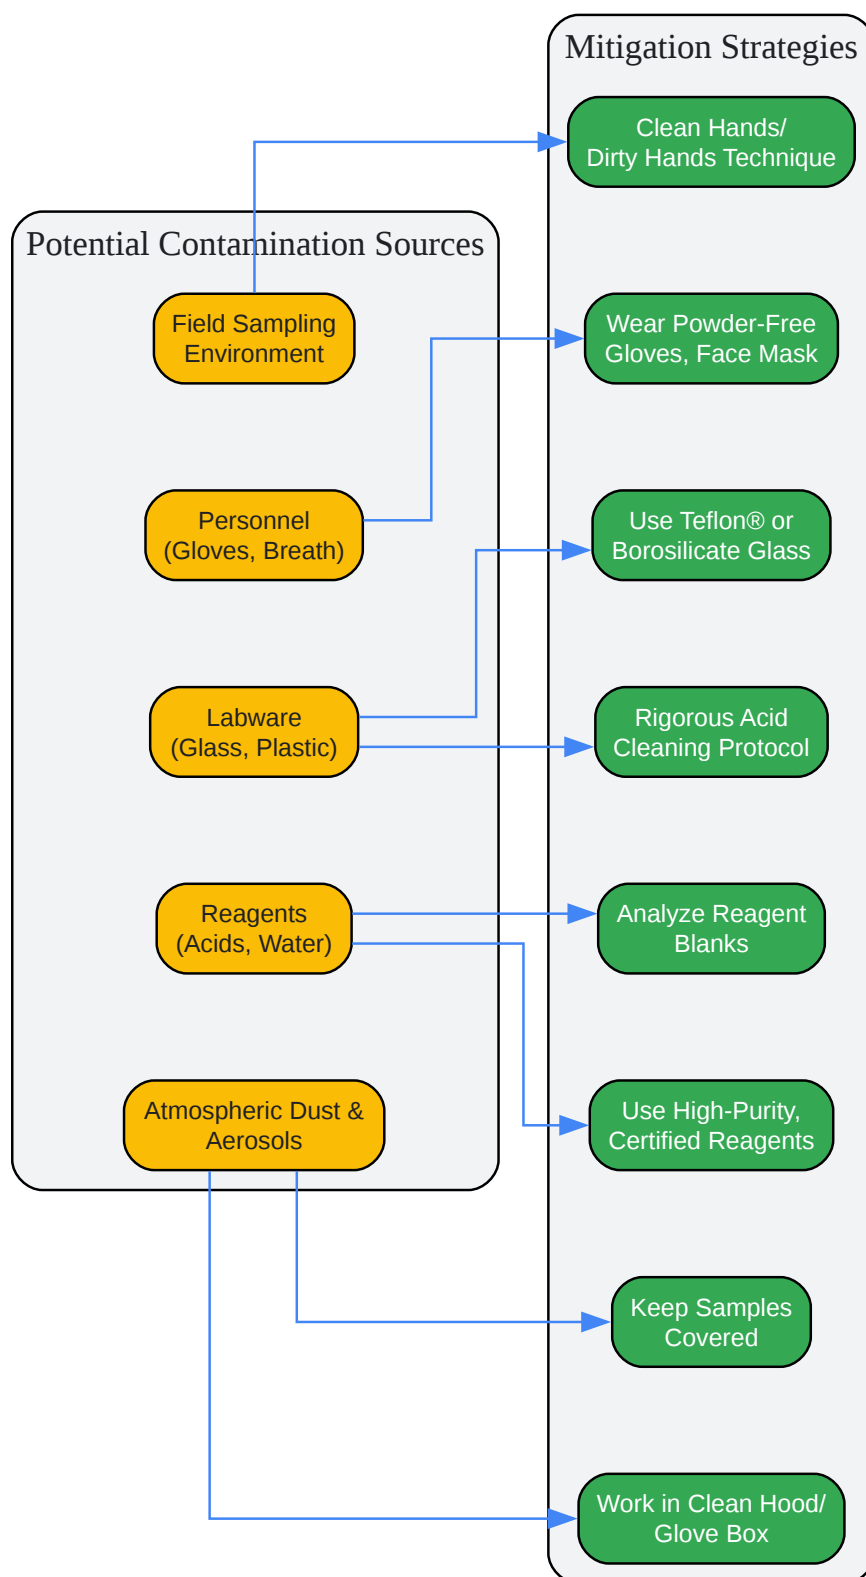 Potential Contamination Sources
Field Sampling
Environment
Personnel
(Gloves, Breath)
Labware
(Glass, Plastic)
Reagents
(Acids, Water)
Atmospheric Dust &
Aerosols
Mitigation Strategies
Clean Hands/
Dirty Hands Technique
Wear Powder-Free
Gloves, Face Mask
Use Teflon® or
Borosilicate Glass
Rigorous Acid
Cleaning Protocol
Analyze Reagent
Blanks
Use High-Purity,
Certified Reagents
Keep Samples
Covered
Work in Clean Hood/
Glove Box